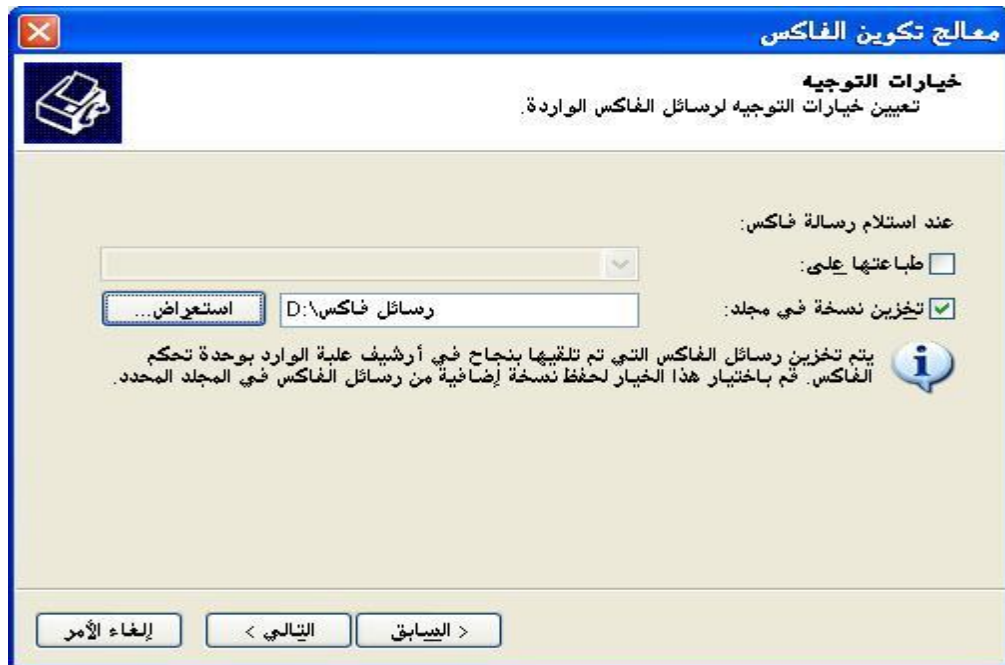 معالج تكوين الفاكس
خيارات التوجيه
تعيين خيارات التوجيه لرسائل الفاكس الواردة.
عند استلام رسالة فاكس:
طباعتها على:
تخزين نسخة في مجلد:
D:\رسائل فاكس
استعراض...
يتم تخزين رسائل الفاكس التي تم تلقيها بنجاح في أرشيف علبة الوارد بوحدة تحكم
الفاكس. قم باختيار هذا الخيار لحفظ نسخة إضافية من رسائل الفاكس في المجلد المحدد.
< السابق
التالي >
إلغاء الأمر